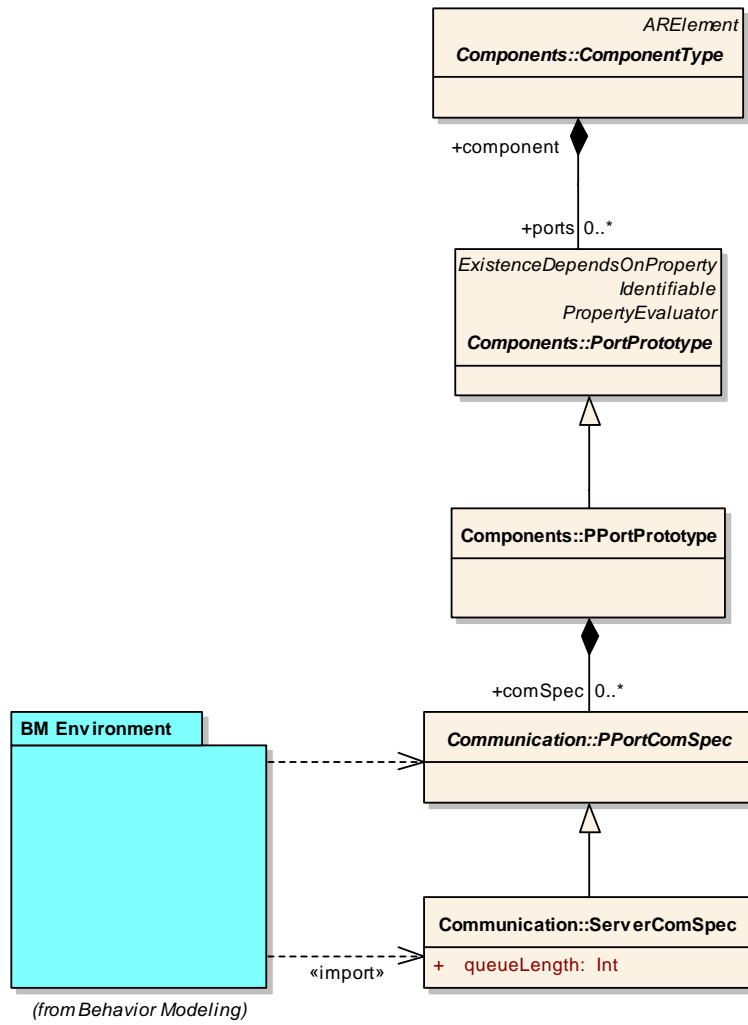 ARElement
Components::ComponentType
+component
+ports 0..*
ExistenceDependsOnProperty
Identifiable
PropertyEvaluator
Components::PortPrototype
Components::PPortPrototype
+comSpec 0..*
BM Environment
Communication::PPortComSpec
Communication::ServerComSpec
+ queueLength: Int
«import»
(from Behavior Modeling)